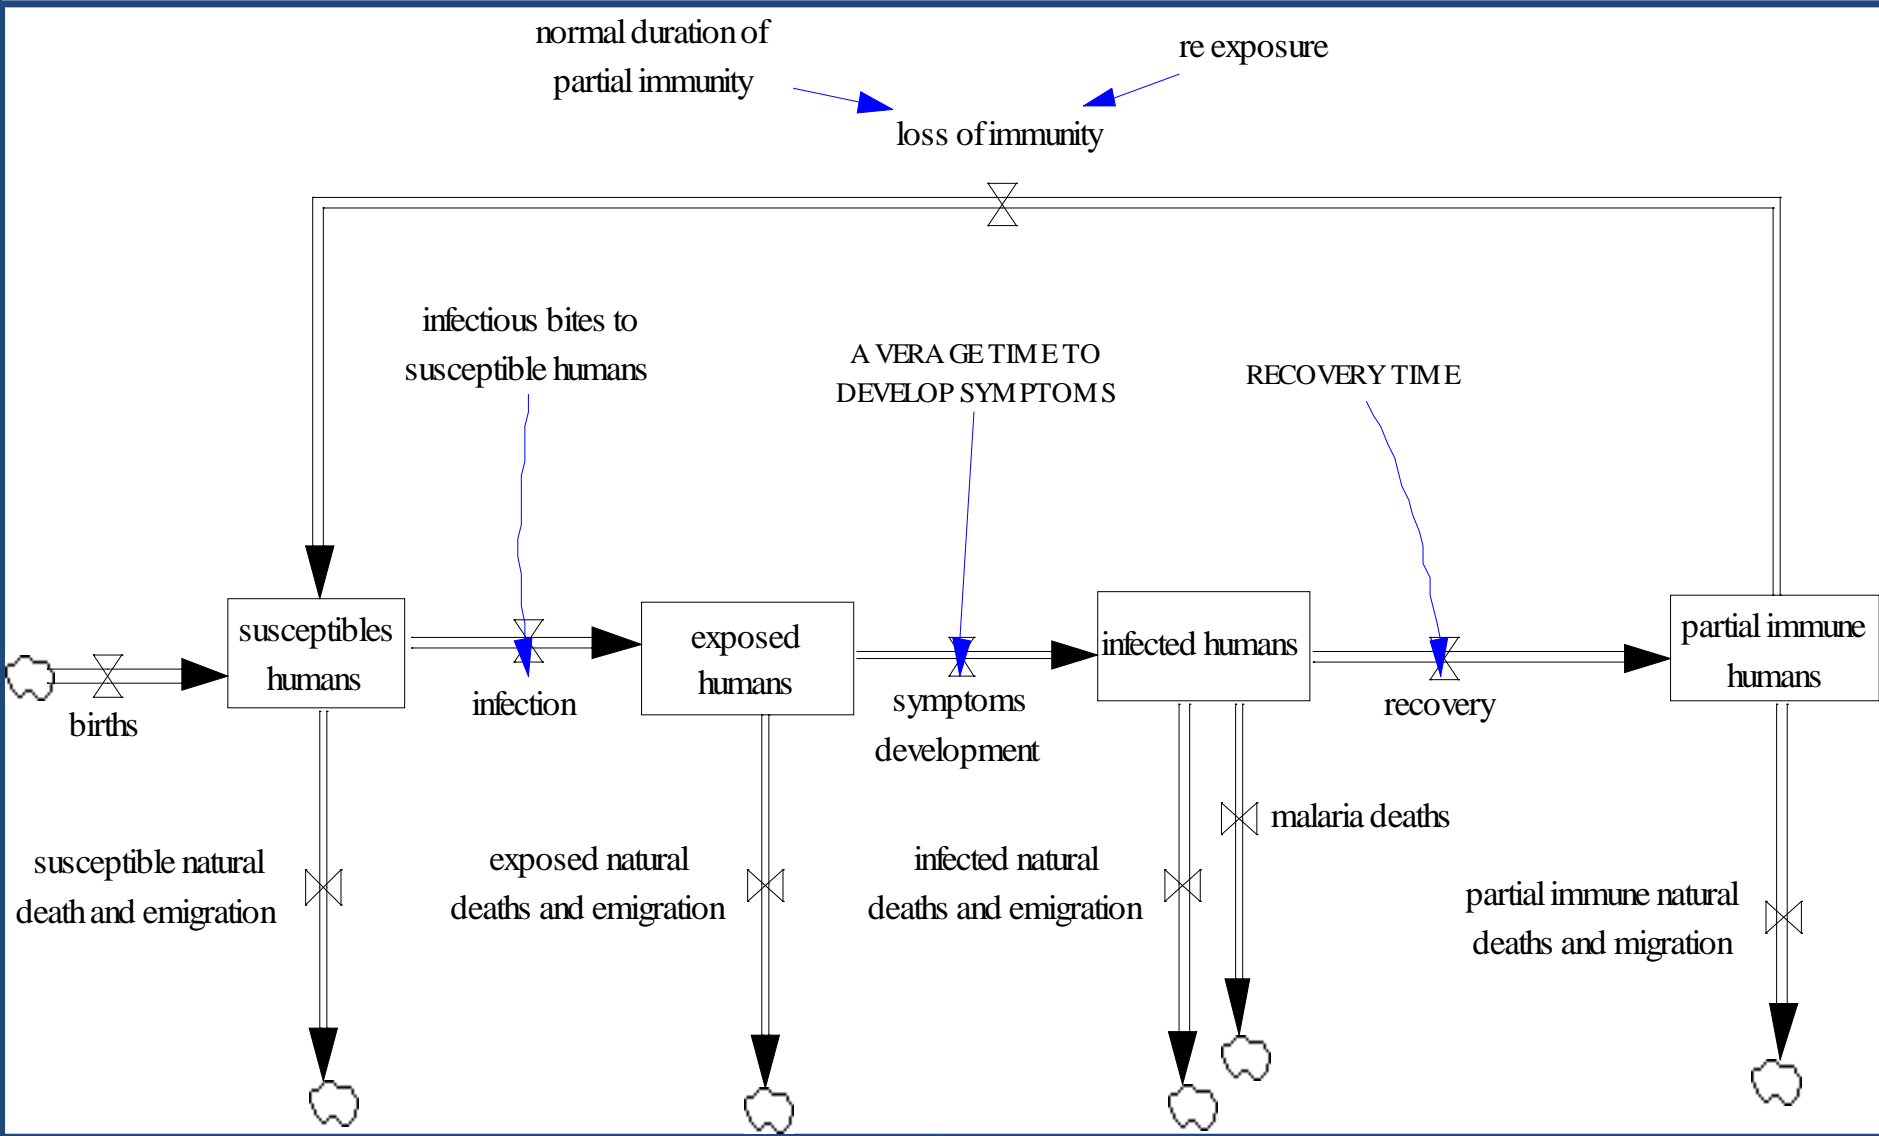 normal duration of
partial immunity
re exposure
loss of immunity
infectious bites to
susceptible humans
AVERAGE TIME TO
DEVELOP SYMPTOMS
RECOVERY TIME
susceptibles
humans
exposed
humans
infected humans
partial immune
humans
births
infection
symptoms
development
recovery
malaria deaths
susceptible natural
death and emigration
exposed natural
deaths and emigration
infected natural
deaths and emigration
partial immune natural
deaths and migration